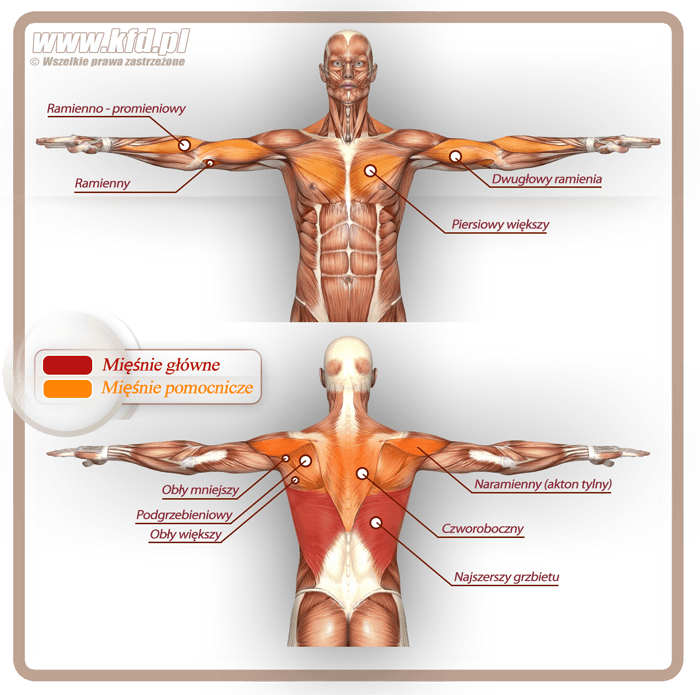 www.kfd.pl
© Wszelkie prawa zastrzeżone
Ramienno - promieniowy
Ramienny
Dwugłowy ramienia
Piersiowy większy
Mięśnie główne
Mięśnie pomocnicze
Obły mniejszy
Podgrzebieniowy
Obły większy
Naramienny (akton tylny)
Czworoboczny
Najszerszy grzbietu